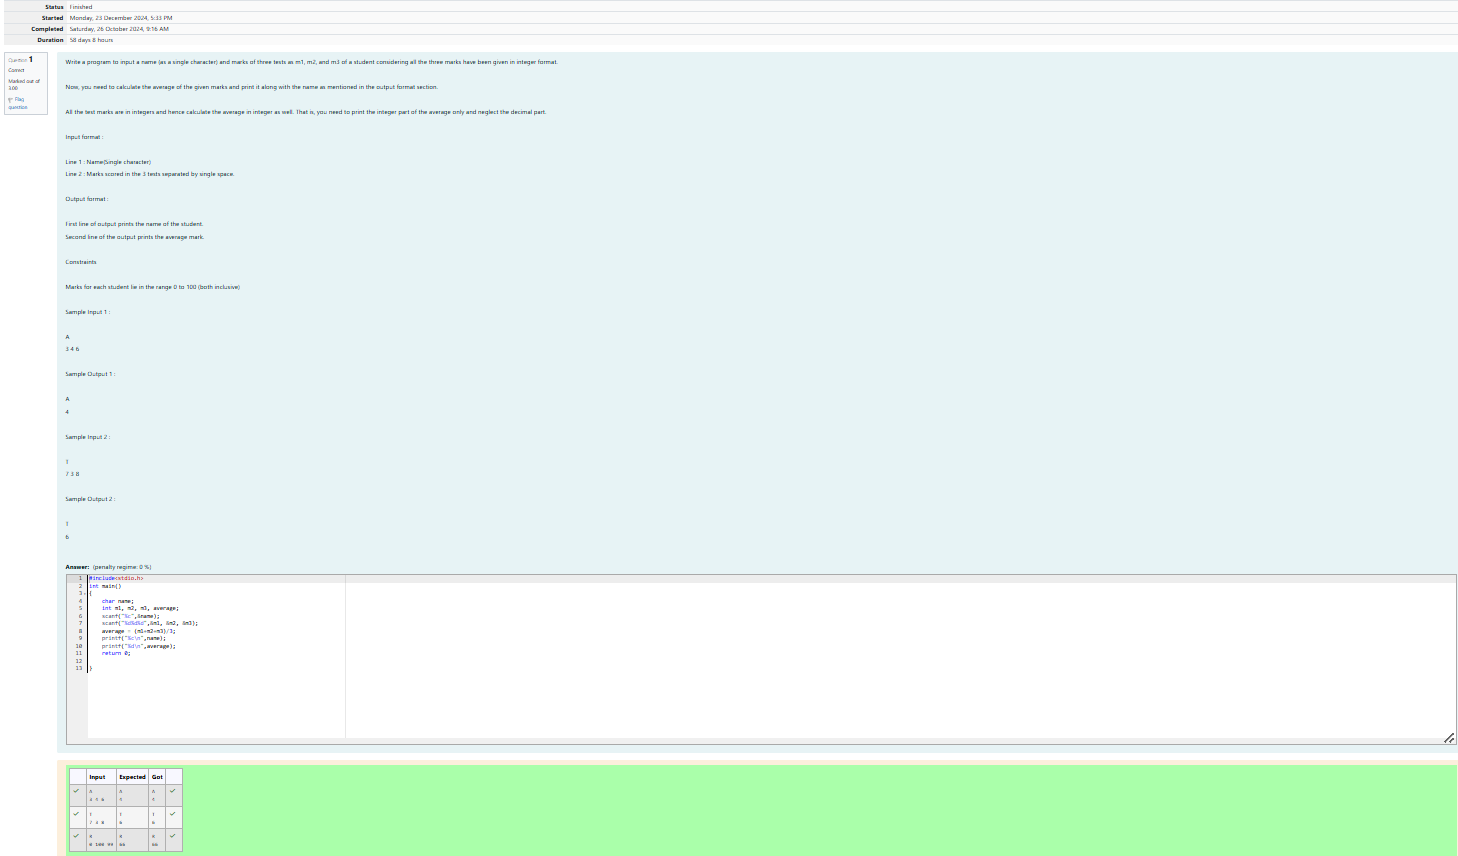 Status Finished
Started Monday, 23 December 2024, 5:33 PM
Completed Saturday, 26 October 2024, 9:16 AM
Duration 58 days 8 hours
Question 1
Correct
Marked out of
3.00
Flag
question
Write a program to input a name (as a single character) and marks of three tests as m1, m2, and m3 of a student considering all the three marks have been given in integer format.
Now, you need to calculate the average of the given marks and print it along with the name as mentioned in the output format section.
All the test marks are in integers and hence calculate the average in integer as well. That is, you need to print the integer part of the average only and neglect the decimal part.
Input format :
Line 1 : Name(Single character)
Line 2 : Marks scored in the 3 tests separated by single space.
Output format :
First line of output prints the name of the student.
Second line of the output prints the average mark.
Constraints
Marks for each student lie in the range 0 to 100 (both inclusive)
Sample Input 1 :
A
3 4 6
Sample Output 1 :
A
4
Sample Input 2 :
T
7 3 8
Sample Output 2 :
T
6
Answer: (penalty regime: 0 %)
1 #include<stdio.h>
2 int main()
3 {
4 char name;
5 int m1, m2, m3, average;
6 scanf("%c",&name);
7 scanf("%d%d%d",&m1, &m2, &m3);
8 average = (m1+m2+m3)/3;
9 printf("%c\n",name);
10 printf("%d\n",average);
11 return 0;
12
13 }
Input Expected Got
A A A
3 4 6 4 4
T T T
7 3 8 6 6
R R R
0 100 99 66 66